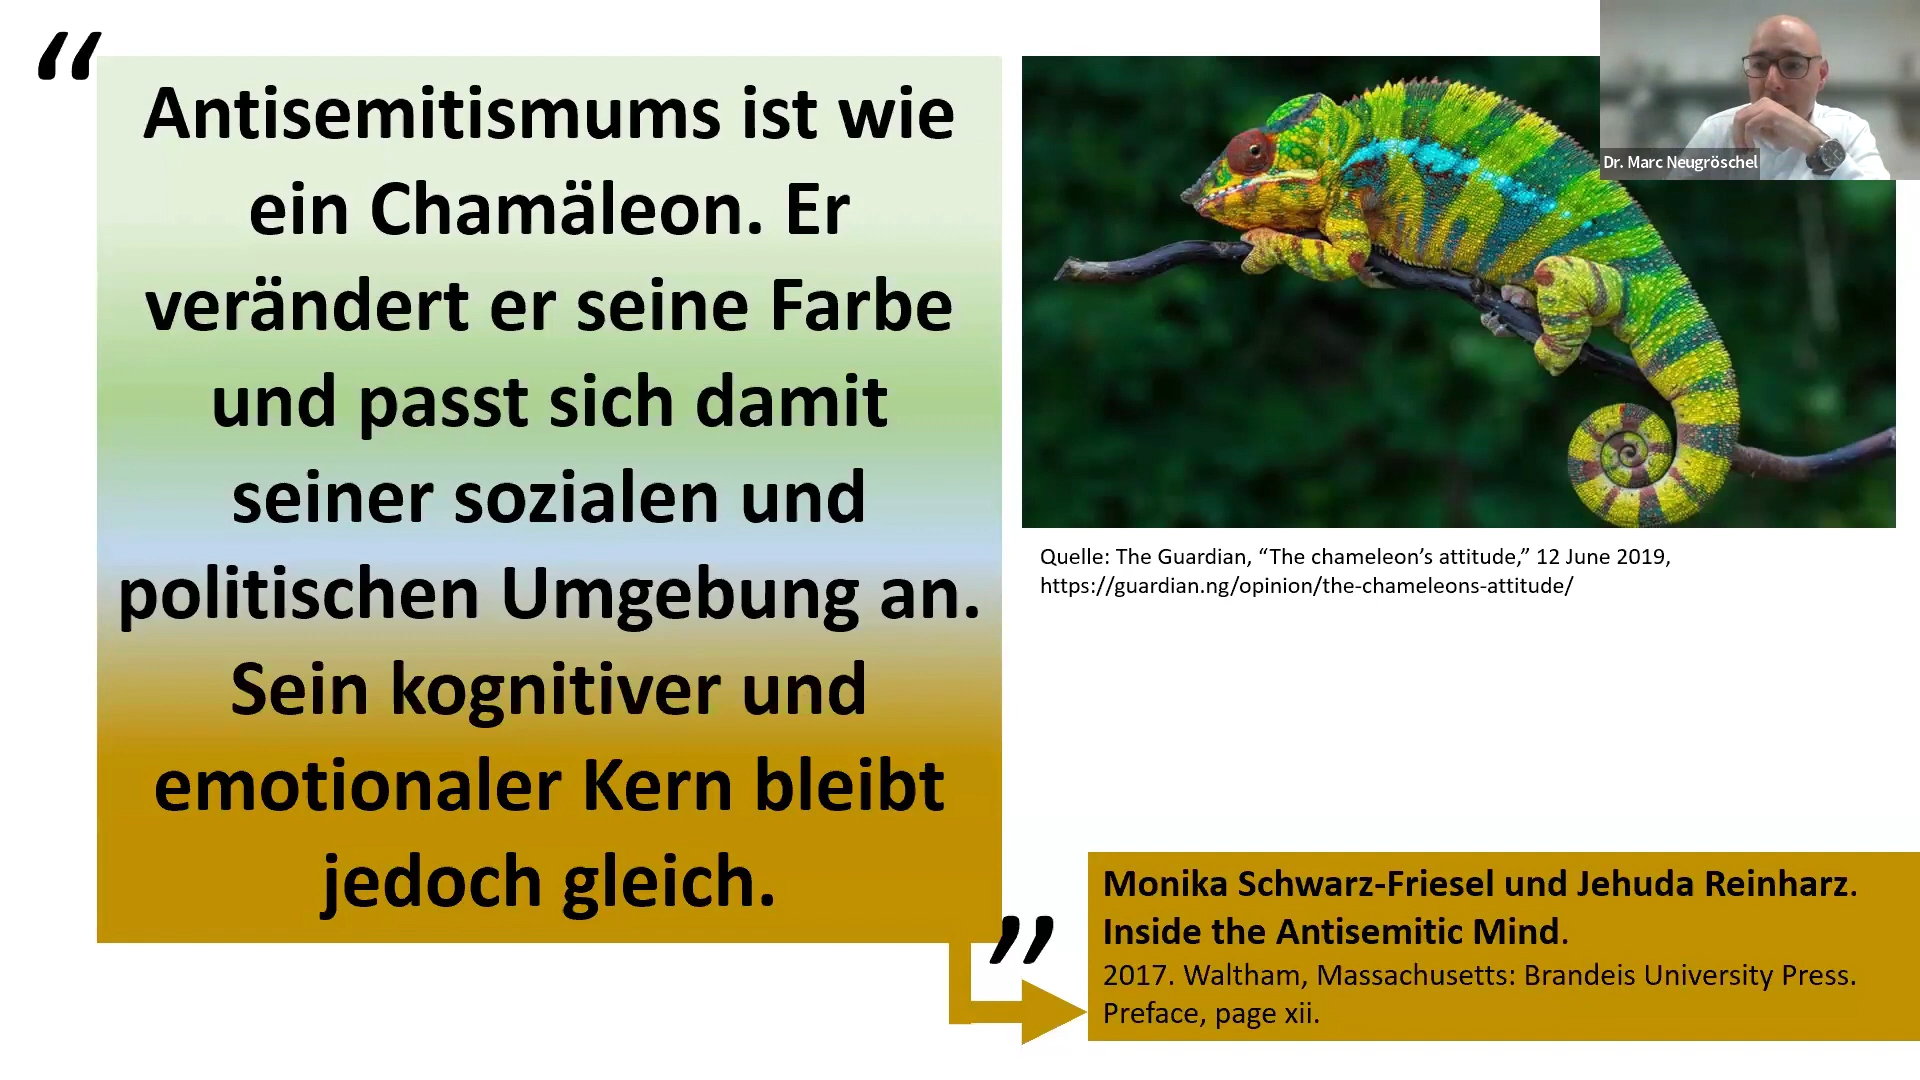 “
Antisemitismums ist wie
ein Chamäleon. Er
verändert er seine Farbe
und passt sich damit
seiner sozialen und
politischen Umgebung an.
Sein kognitiver und
emotionaler Kern bleibt
jedoch gleich.
”
Dr. Marc Neugröschel
Quelle: The Guardian, “The chameleon’s attitude,” 12 June 2019,
https://guardian.ng/opinion/the-chameleons-attitude/
Monika Schwarz-Friesel und Jehuda Reinharz.
Inside the Antisemitic Mind.
2017. Waltham, Massachusetts: Brandeis University Press.
Preface, page xii.